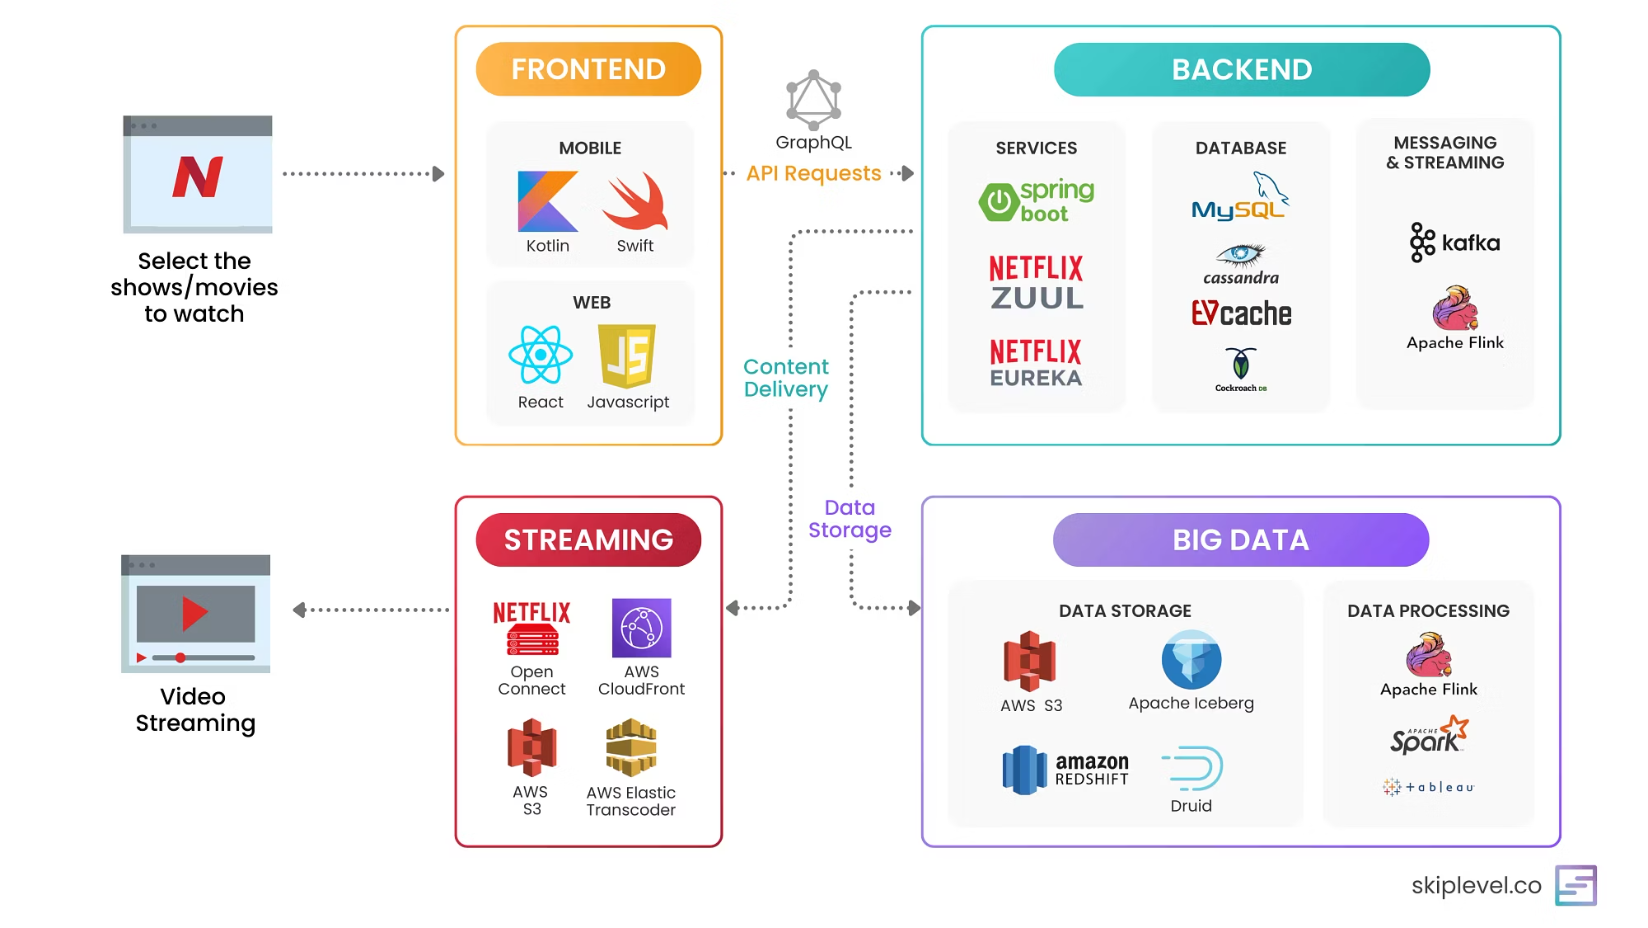 FRONTEND
BACKEND
GraphQL
API Requests
MOBILE
Kotlin
Swift
WEB
JS
React
Javascript
SERVICES
spring
boot
NETFLIX
ZUUL
NETFLIX
EUREKA
DATABASE
MySQL
cassandra
EVcache
Cockroach DB
MESSAGING
& STREAMING
kafka
Apache Flink
N
Select the
shows/movies
to watch
Content
Delivery
Data
Storage
STREAMING
NETFLIX
Open
Connect
AWS
CloudFront
AWS
S3
AWS Elastic
Transcoder
Video
Streaming
BIG DATA
DATA STORAGE
AWS S3
Apache Iceberg
amazon
REDSHIFT
Druid
DATA PROCESSING
Apache Flink
APACHE
Spark
+ableau
skiplevel.co